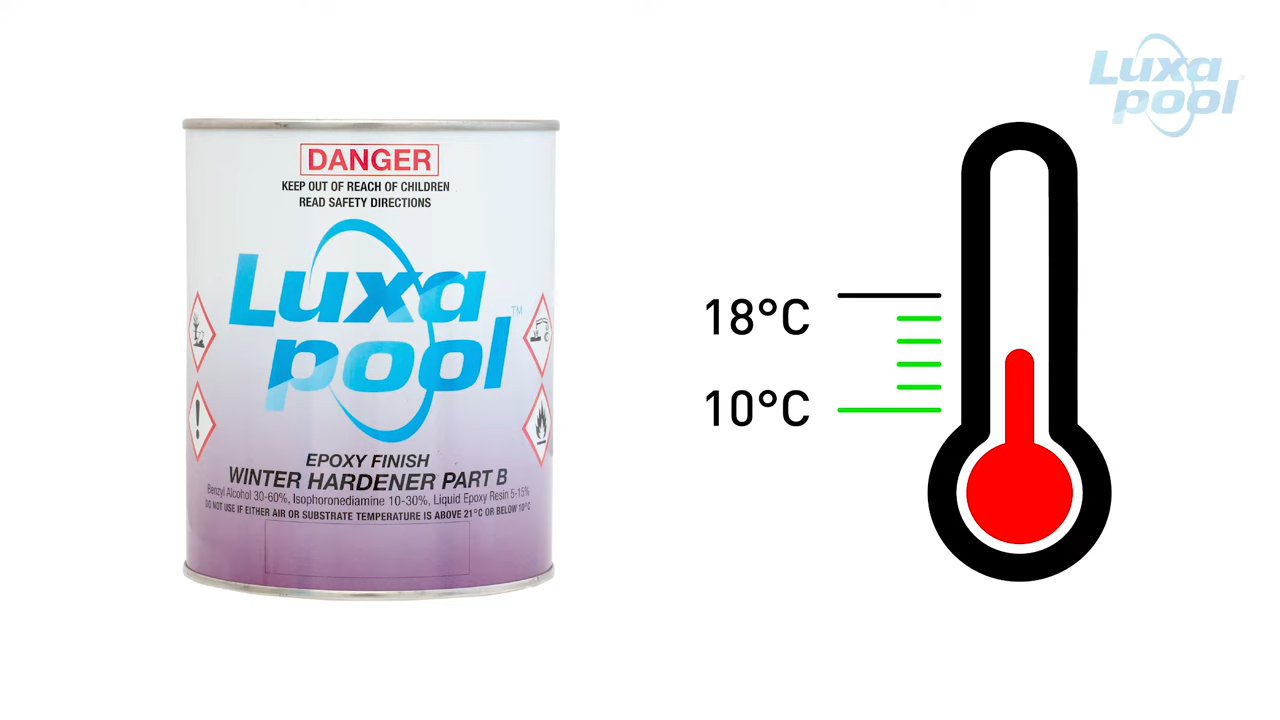 DANGER
KEEP OUT OF REACH OF CHILDREN
READ SAFETY DIRECTIONS
Luxa
pool
TM
EPOXY FINISH
WINTER HARDENER PART B
Benzyl Alcohol 30-60%, Isophoronediamine 10-30%, Liquid Epoxy Resin 5-15%
DO NOT USE IF EITHER AIR OR SUBSTRATE TEMPERATURE IS ABOVE 21°C OR BELOW 10°C
18°C
10°C
Luxa
pool